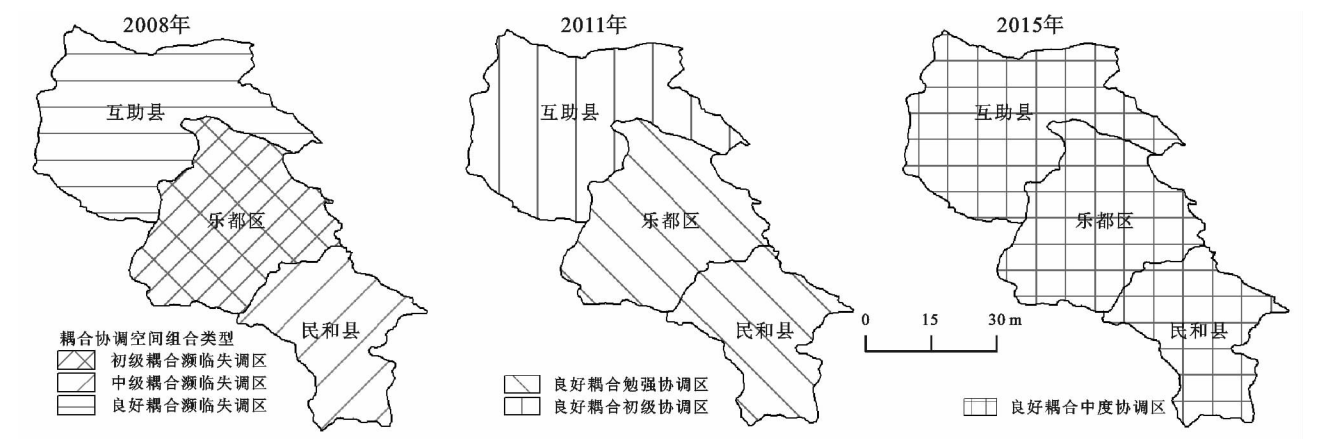 2008年
互助县
乐都区
民和县
耦合协调空间组合类型
初级耦合濒临失调区
中级耦合濒临失调区
良好耦合濒临失调区
2011年
互助县
乐都区
民和县
良好耦合勉强协调区
良好耦合初级协调区
2015年
互助县
乐都区
民和县
0 15 30 m
良好耦合中度协调区